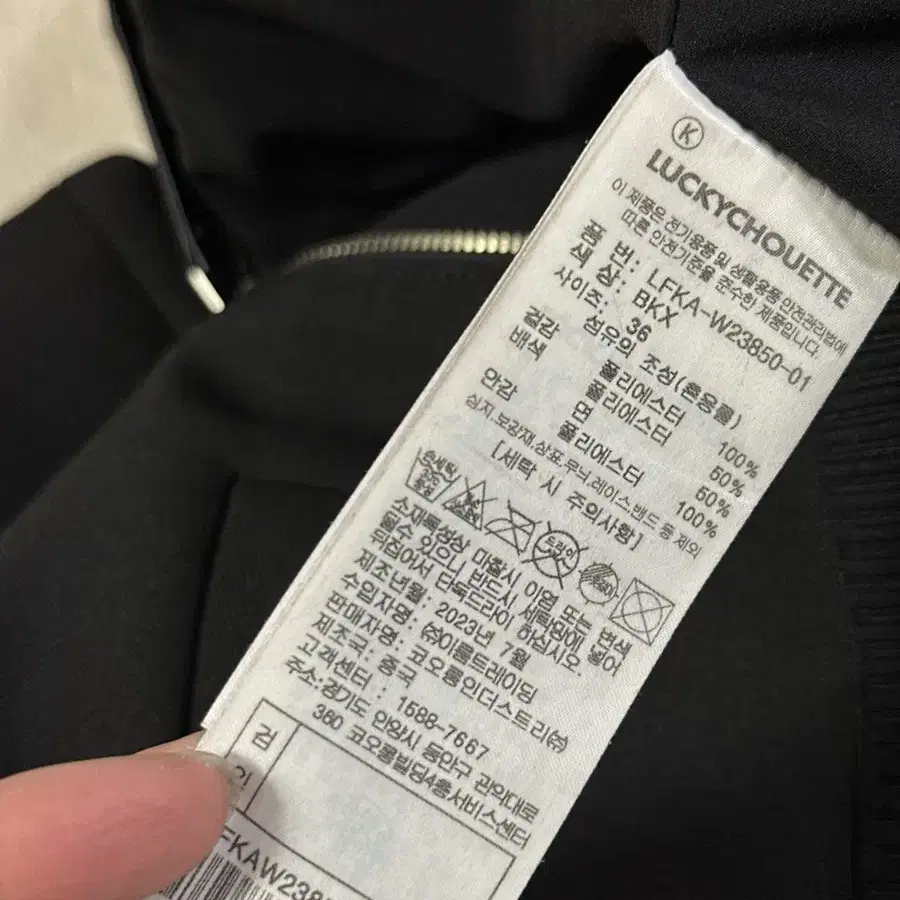 K
LUCKYCHOUETTE
이 제품은 전기용품 및 생활용품 안전관리법에
따른 안전기준을 준수한 제품입니다.
품 번: LFKA-W23850-01
색 상: BKX
사이즈: 36
섬유의 조성(혼용률)
겉감 폴리에스터 100%
배색 폴리에스터 50%
면 50%
안감 폴리에스터 100%
심지,보강재,상표,무늬,레이스,밴드 등 제외
[세탁 시 주의사항]
손세탁
중성
드라이
소재특성상 마찰시 이염 또는 변색
될수 있으니 반드시 세탁망에 넣어
뒤집어서 단독드라이 하십시오.
제조년월: 2023년 7월
수입자명: ㈜이룸트레이딩
판매자명: 코오롱인더스트리㈜
제조국: 중국
고객센터: 1588-7667
주소:경기도 안양시 동안구 관악대로
360 코오롱빌딩4층서비스센터
검
인
FKAW238